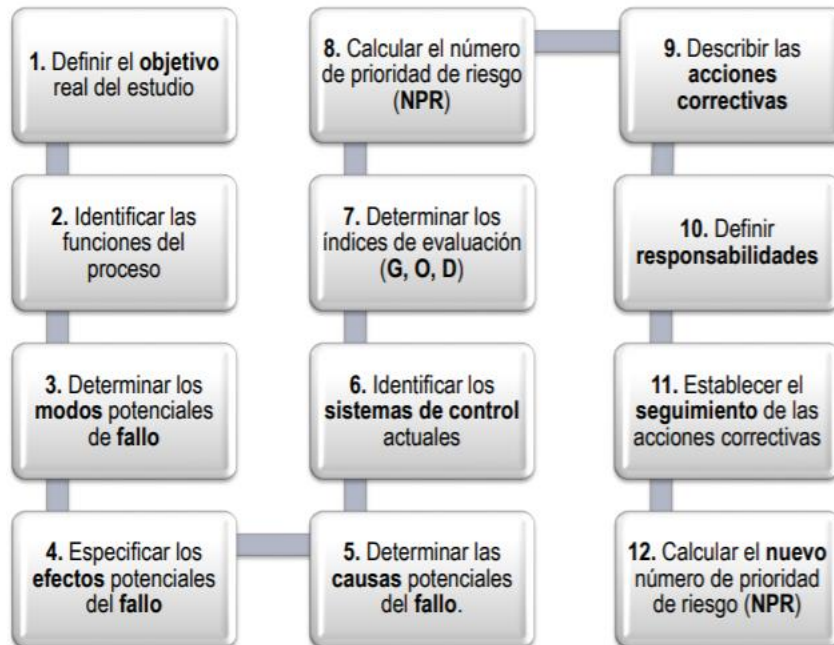 1. Definir el objetivo
real del estudio
2. Identificar las
funciones del
proceso
3. Determinar los
modos potenciales
de fallo
4. Especificar los
efectos potenciales
del fallo
5. Determinar las
causas potenciales
del fallo.
6. Identificar los
sistemas de control
actuales
7. Determinar los
índices de evaluación
(G, O, D)
8. Calcular el número
de prioridad de riesgo
(NPR)
9. Describir las
acciones
correctivas
10. Definir
responsabilidades
11. Establecer el
seguimiento de las
acciones correctivas
12. Calcular el nuevo
número de prioridad
de riesgo (NPR)